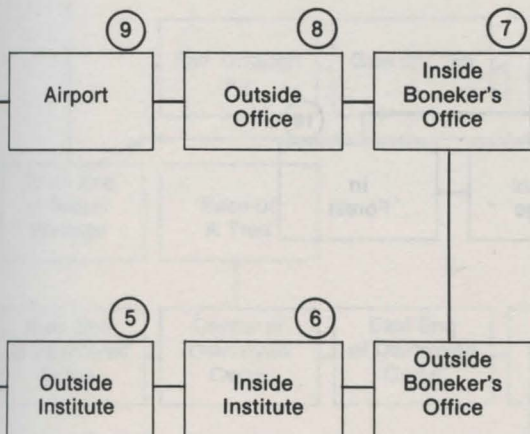 9
8
7
Airport
Outside
Office
Inside
Boneker's
Office
5
6
Outside
Institute
Inside
Institute
Outside
Boneker's
Office